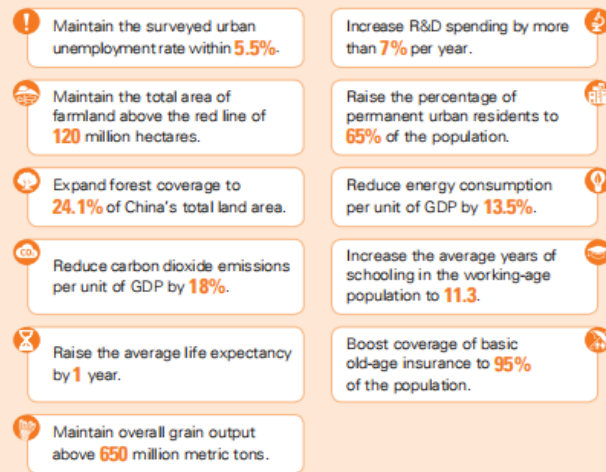 Maintain the surveyed urban
unemployment rate within 5.5%.
Increase R&D spending by more
than 7% per year.
Maintain the total area of
farmland above the red line of
120 million hectares.
Raise the percentage of
permanent urban residents to
65% of the population.
Expand forest coverage to
24.1% of China's total land area.
Reduce energy consumption
per unit of GDP by 13.5%.
CO₂
Reduce carbon dioxide emissions
per unit of GDP by 18%.
Increase the average years of
schooling in the working-age
population to 11.3.
Raise the average life expectancy
by 1 year.
Boost coverage of basic
old-age insurance to 95%
of the population.
Maintain overall grain output
above 650 million metric tons.